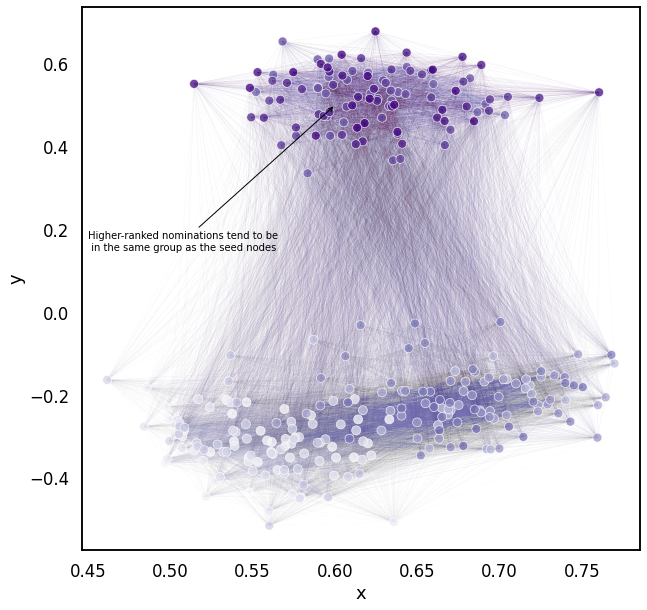 0.6
0.4
0.2
0.0
−0.2
−0.4
y
Higher-ranked nominations tend to be
in the same group as the seed nodes
0.45 0.50 0.55 0.60 0.65 0.70 0.75
x